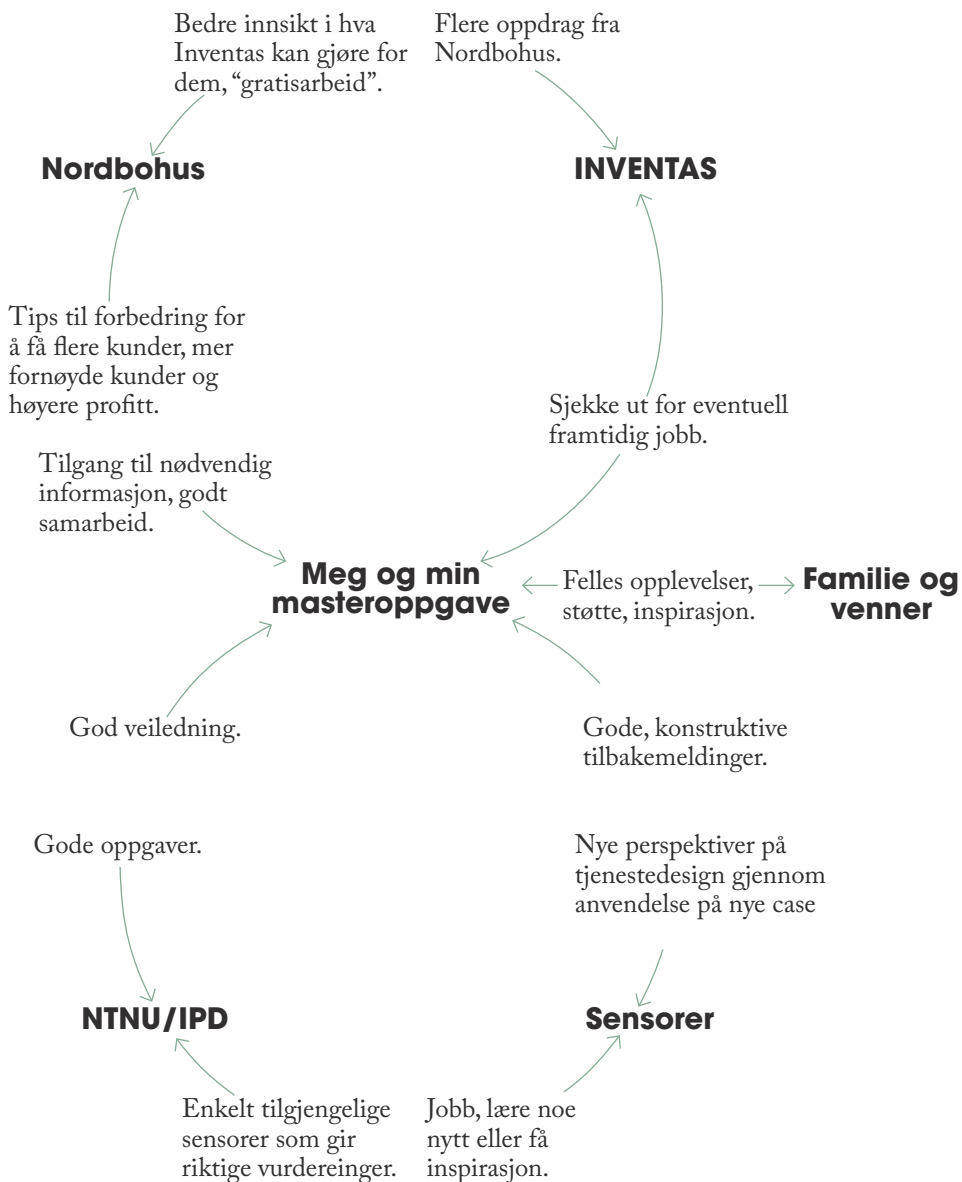 Bedre innsikt i hva
Inventas kan gjøre for
dem, “gratisarbeid”.
Flere oppdrag fra
Nordbohus.
Nordbohus
INVENTAS
Tips til forbedring for
å få flere kunder, mer
fornøyde kunder og
høyere profitt.
Sjekke ut for eventuell
framtidig jobb.
Tilgang til nødvendig
informasjon, godt
samarbeid.
Meg og min
masteroppgave
Felles opplevelser,
støtte, inspirasjon.
Familie og
venner
God veiledning.
Gode, konstruktive
tilbakemeldinger.
Gode oppgaver.
Nye perspektiver på
tjenestedesign gjennom
anvendelse på nye case
NTNU/IPD
Sensorer
Enkelt tilgjengelige
sensorer som gir
riktige vurdereinger.
Jobb, lære noe
nytt eller få
inspirasjon.